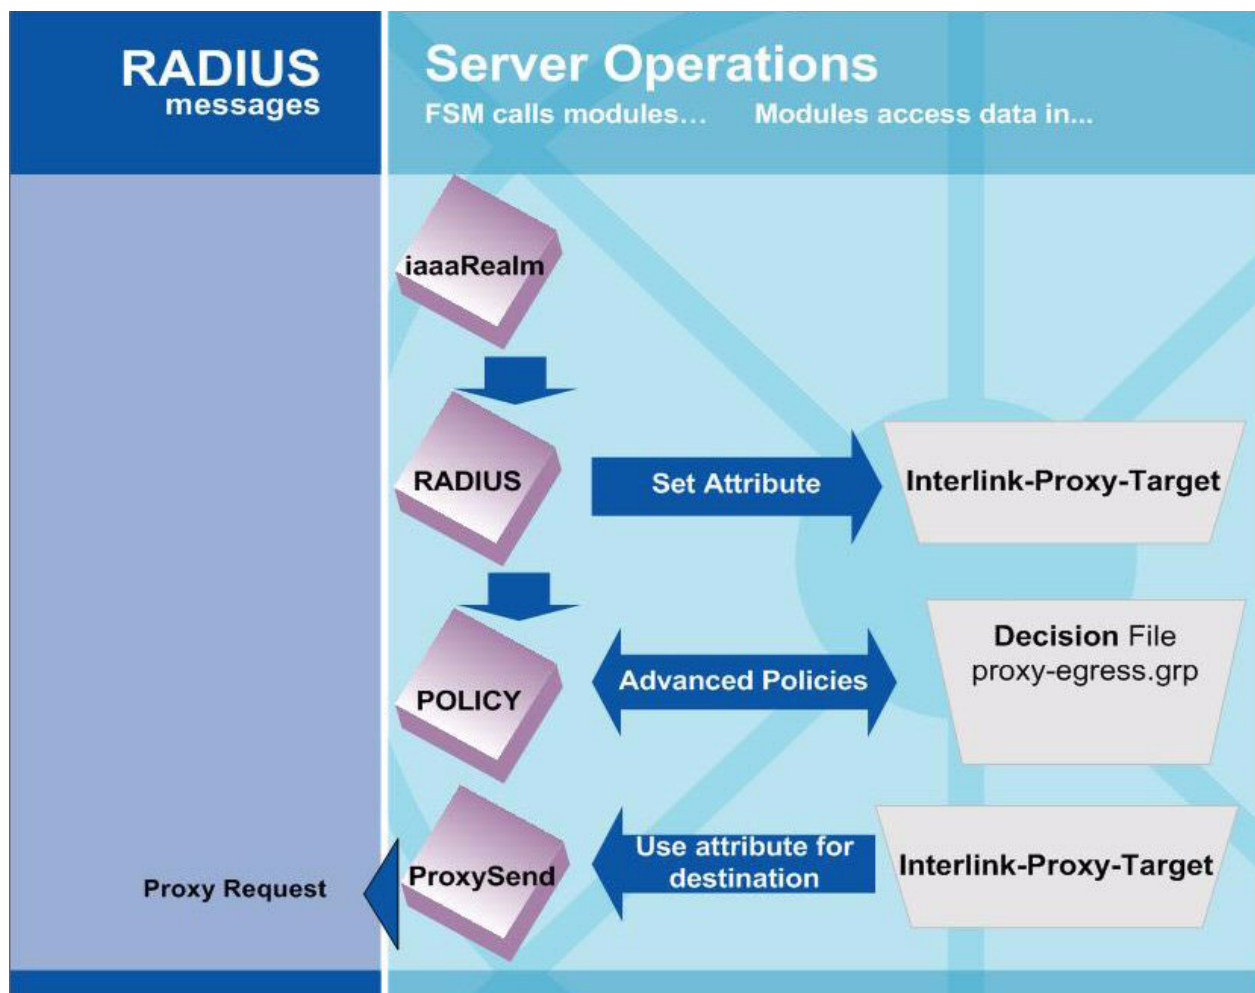 RADIUS
messages
Server Operations
FSM calls modules… Modules access data in...
iaaaRealm
RADIUS
Set Attribute
Interlink-Proxy-Target
POLICY
Advanced Policies
Decision File
proxy-egress.grp
Proxy Request
ProxySend
Use attribute for
destination
Interlink-Proxy-Target